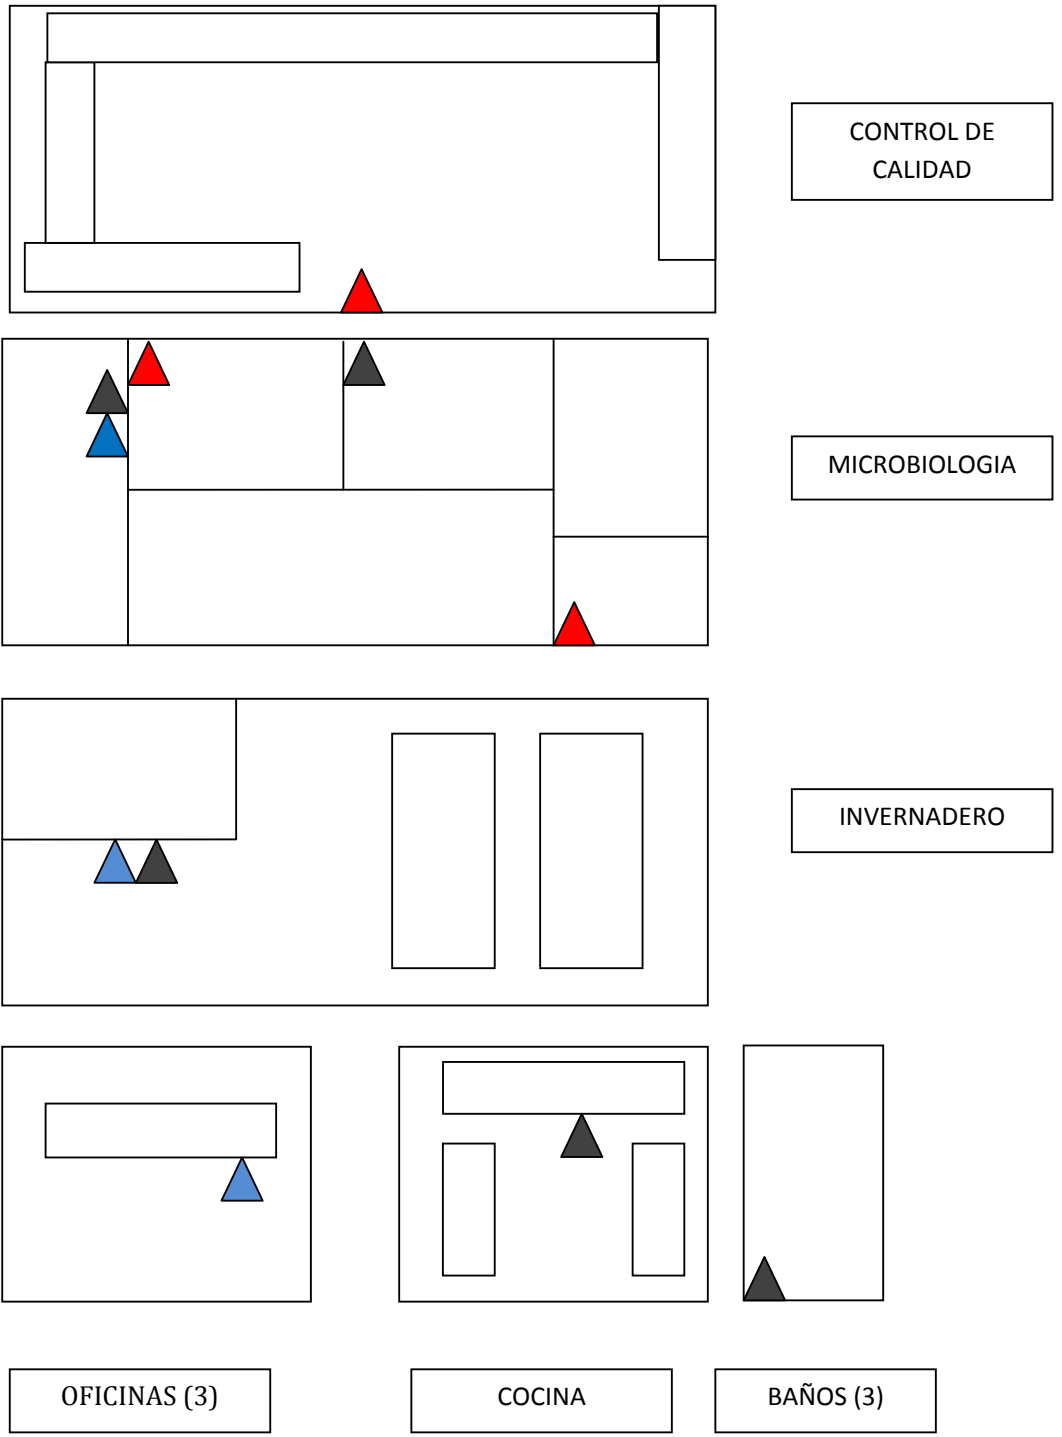 CONTROL DE
CALIDAD
MICROBIOLOGIA
INVERNADERO
OFICINAS (3)
COCINA
BAÑOS (3)